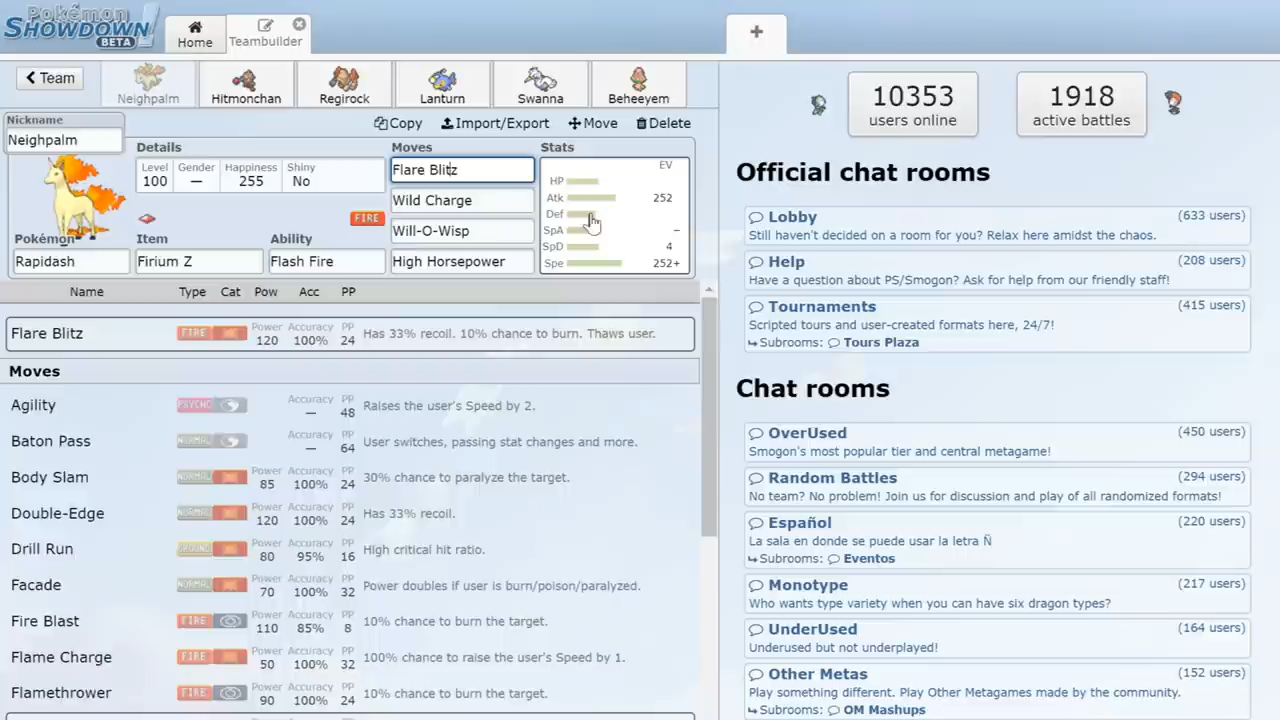 Pokémon
SHOWDOWN!
BETA
Home
Teambuilder
+
Team
Neighpalm
Hitmonchan
Regirock
Lanturn
Swanna
Beheeyem
Nickname
Neighpalm
Copy
Import/Export
Move
Delete
Details
Moves
Stats
Level
Gender
Happiness
Shiny
100
—
255
No
Flare Blitz
Wild Charge
Will-O-Wisp
High Horsepower
EV
HP
Atk
252
Def
SpA
–
SpD
4
Spe
252+
FIRE
Pokémon
Item
Ability
Rapidash
Firium Z
Flash Fire
Name
Type
Cat
Pow
Acc
PP
Flare Blitz FIRE Power 120 Accuracy 100% PP 24 Has 33% recoil. 10% chance to burn. Thaws user.
Moves
Agility PSYCHC Accuracy — PP 48 Raises the user's Speed by 2.
Baton Pass NORMAL Accuracy — PP 64 User switches, passing stat changes and more.
Body Slam NORMAL Power 85 Accuracy 100% PP 24 30% chance to paralyze the target.
Double-Edge NORMAL Power 120 Accuracy 100% PP 24 Has 33% recoil.
Drill Run GROUND Power 80 Accuracy 95% PP 16 High critical hit ratio.
Facade NORMAL Power 70 Accuracy 100% PP 32 Power doubles if user is burn/poison/paralyzed.
Fire Blast FIRE Power 110 Accuracy 85% PP 8 10% chance to burn the target.
Flame Charge FIRE Power 50 Accuracy 100% PP 32 100% chance to raise the user's Speed by 1.
Flamethrower FIRE Power 90 Accuracy 100% PP 24 10% chance to burn the target.
10353
users online
1918
active battles
Official chat rooms
Lobby (633 users)
Still haven't decided on a room for you? Relax here amidst the chaos.
Help (208 users)
Have a question about PS/Smogon? Ask for help from our friendly staff!
Tournaments (415 users)
Scripted tours and user-created formats here, 24/7!
Subrooms: Tours Plaza
Chat rooms
OverUsed (450 users)
Smogon's most popular tier and central metagame!
Random Battles (294 users)
No team? No problem! Join us for discussion and play of all randomized formats!
Español (220 users)
La sala en donde se puede usar la letra Ñ
Subrooms: Eventos
Monotype (217 users)
Who wants type variety when you can have six dragon types?
UnderUsed (164 users)
Underused but not underplayed!
Other Metas (152 users)
Play something different. Play Other Metagames made by the community.
Subrooms: OM Mashups